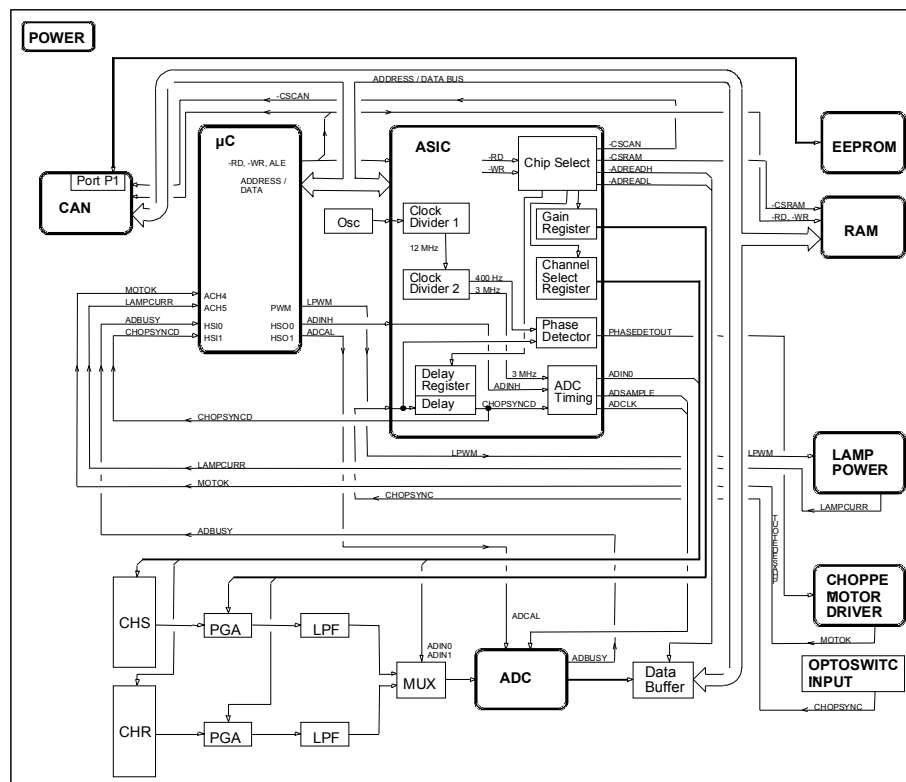 POWER
ADDRESS / DATA BUS
-CSCAN
µC
-RD, -WR, ALE
ADDRESS /
DATA
ASIC
-RD
-WR
Chip Select
-CSCAN
-CSRAM
-ADREADH
-ADREADL
EEPROM
Port P1
CAN
-CSRAM
-RD, -WR
RAM
Osc
Clock
Divider 1
12 MHz
Clock
Divider 2
400 Hz
3 MHz
Gain
Register
Channel
Select
Register
MOTOK
LAMPCURR
ADBUSY
CHOPSYNCD
ACH4
ACH5
HSI0
HSI1
PWM
HSO0
HSO1
LPWM
ADINH
ADCAL
Phase
Detector
PHASEDETOUT
Delay
Register
Delay
3 MHz
ADINH
CHOPSYNCD
ADC
Timing
ADIN0
ADSAMPLE
ADCLK
CHOPSYNCD
LPWM
LPWM
LAMPCURR
MOTOK
CHOPSYNC
ADBUSY
LAMP
POWER
LAMPCURR
CHOPPE
MOTOR
DRIVER
MOTOK
OPTOSWITC
INPUT
CHOPSYNC
CHS
PGA
LPF
ADIN0
ADIN1
MUX
ADCAL
ADC
ADBUSY
Data
Buffer
CHR
PGA
LPF